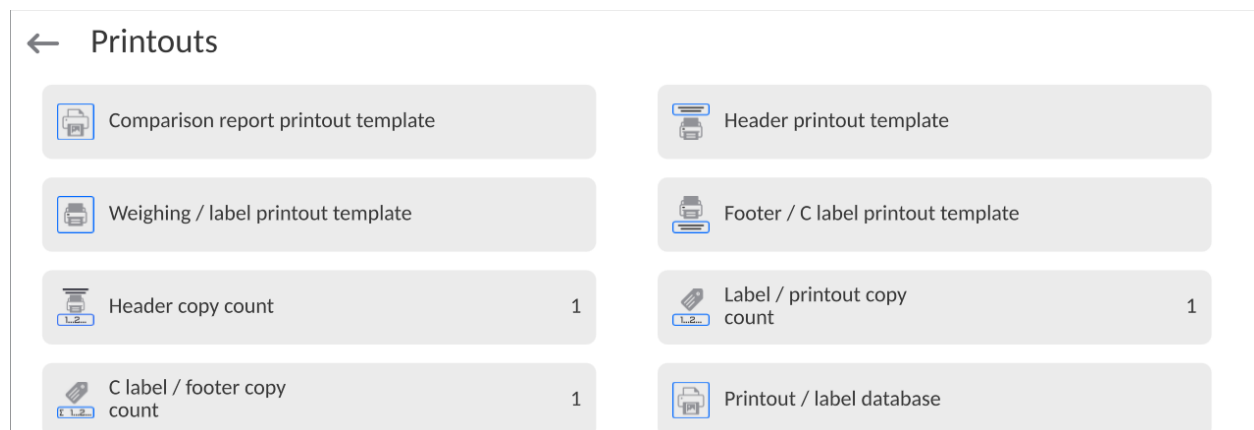 Printouts
Comparison report printout template
Header printout template
Weighing / label printout template
Footer / C label printout template
Header copy count 1
Label / printout copy
count 1
C label / footer copy
count 1
Printout / label database